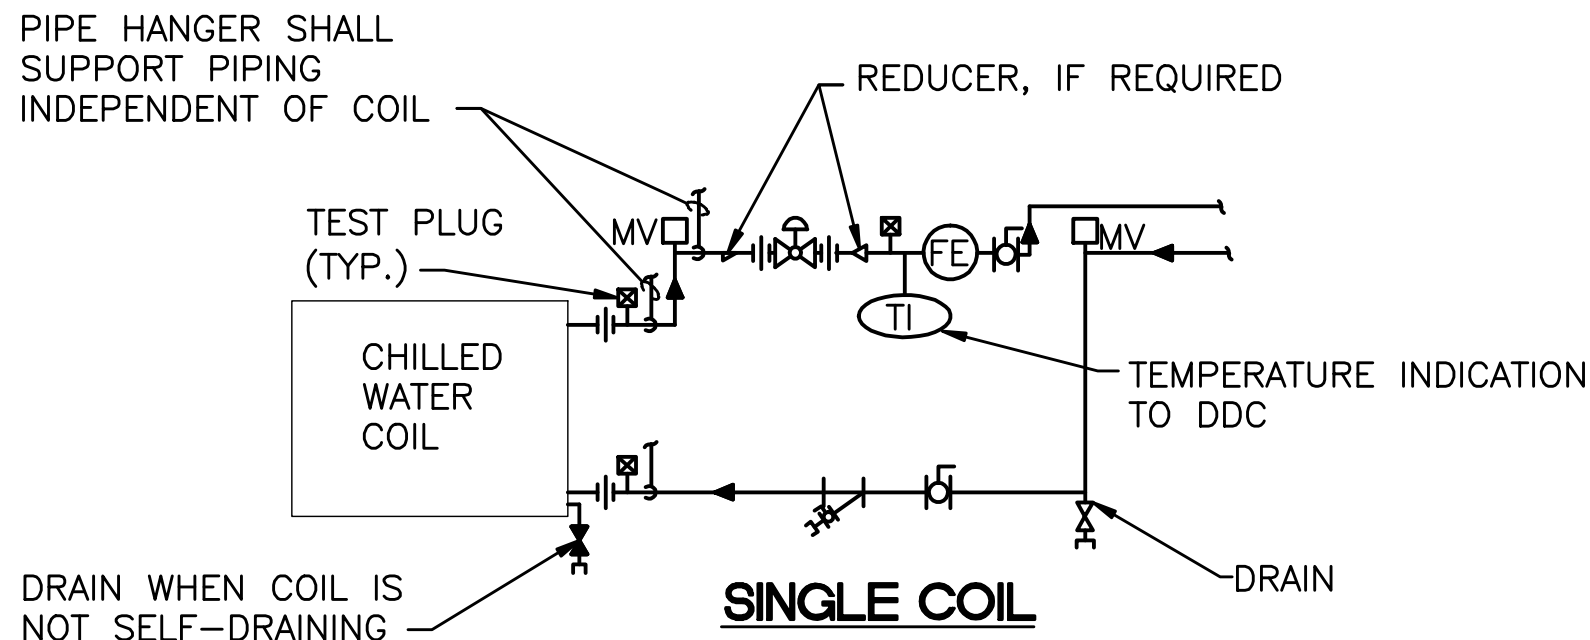 PIPE HANGER SHALL
SUPPORT PIPING
INDEPENDENT OF COIL
REDUCER, IF REQUIRED
TEST PLUG
(TYP.)
MV
FE
MV
TI
CHILLED
WATER
COIL
TEMPERATURE INDICATION
TO DDC
DRAIN WHEN COIL IS
NOT SELF-DRAINING
DRAIN
SINGLE COIL